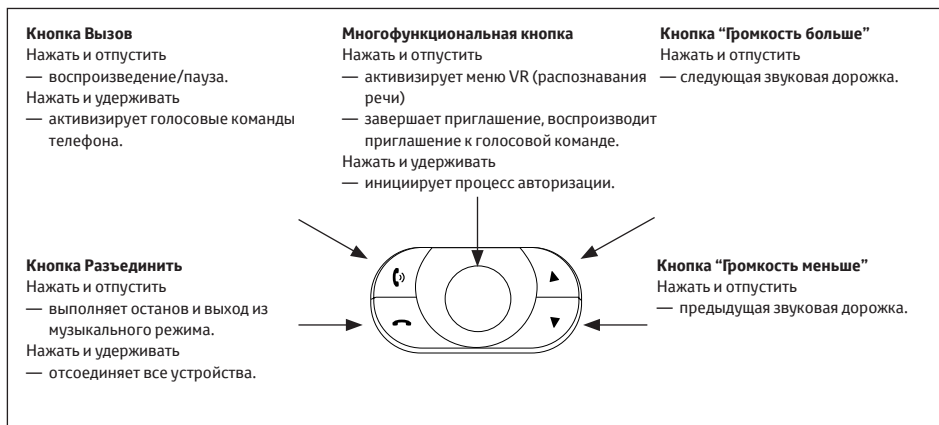 Кнопка Вызов
Нажать и отпустить
— воспроизведение/пауза.
Нажать и удерживать
— активизирует голосовые команды
телефона.
Многофункциональная кнопка
Нажать и отпустить
— активизирует меню VR (распознавания
речи)
— завершает приглашение, воспроизводит
приглашение к голосовой команде.
Нажать и удерживать
— инициирует процесс авторизации.
Кнопка “Громкость больше”
Нажать и отпустить
— следующая звуковая дорожка.
Кнопка Разъединить
Нажать и отпустить
— выполняет останов и выход из
музыкального режима.
Нажать и удерживать
— отсоединяет все устройства.
Кнопка “Громкость меньше”
Нажать и отпустить
— предыдущая звуковая дорожка.